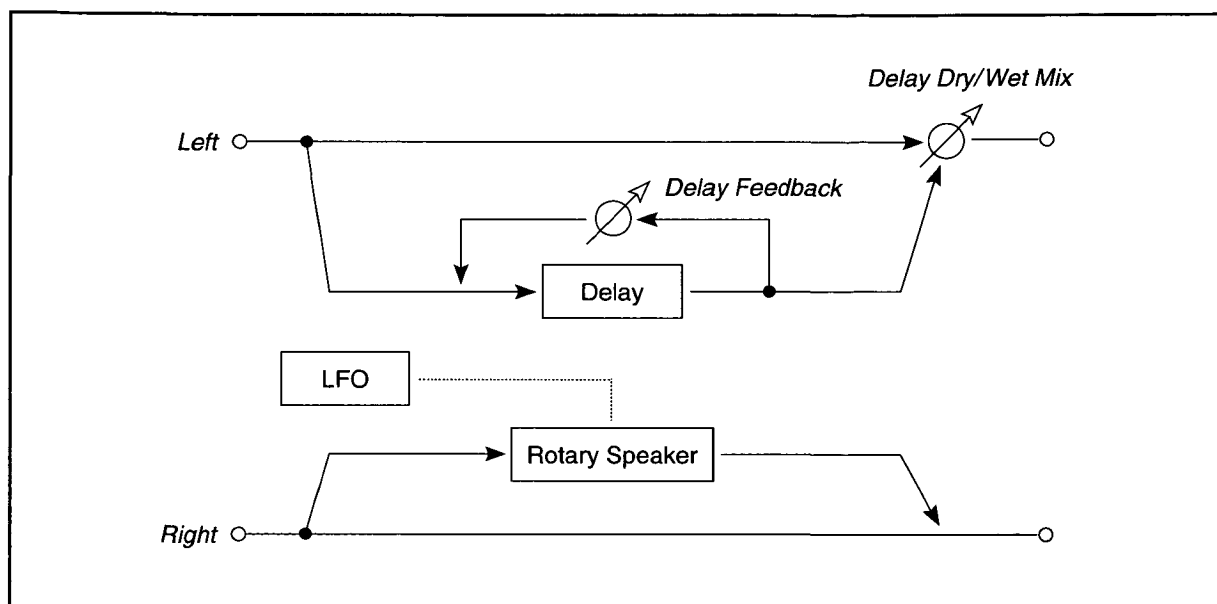 Delay Dry/Wet Mix
Left
Delay Feedback
Delay
LFO
Rotary Speaker
Right